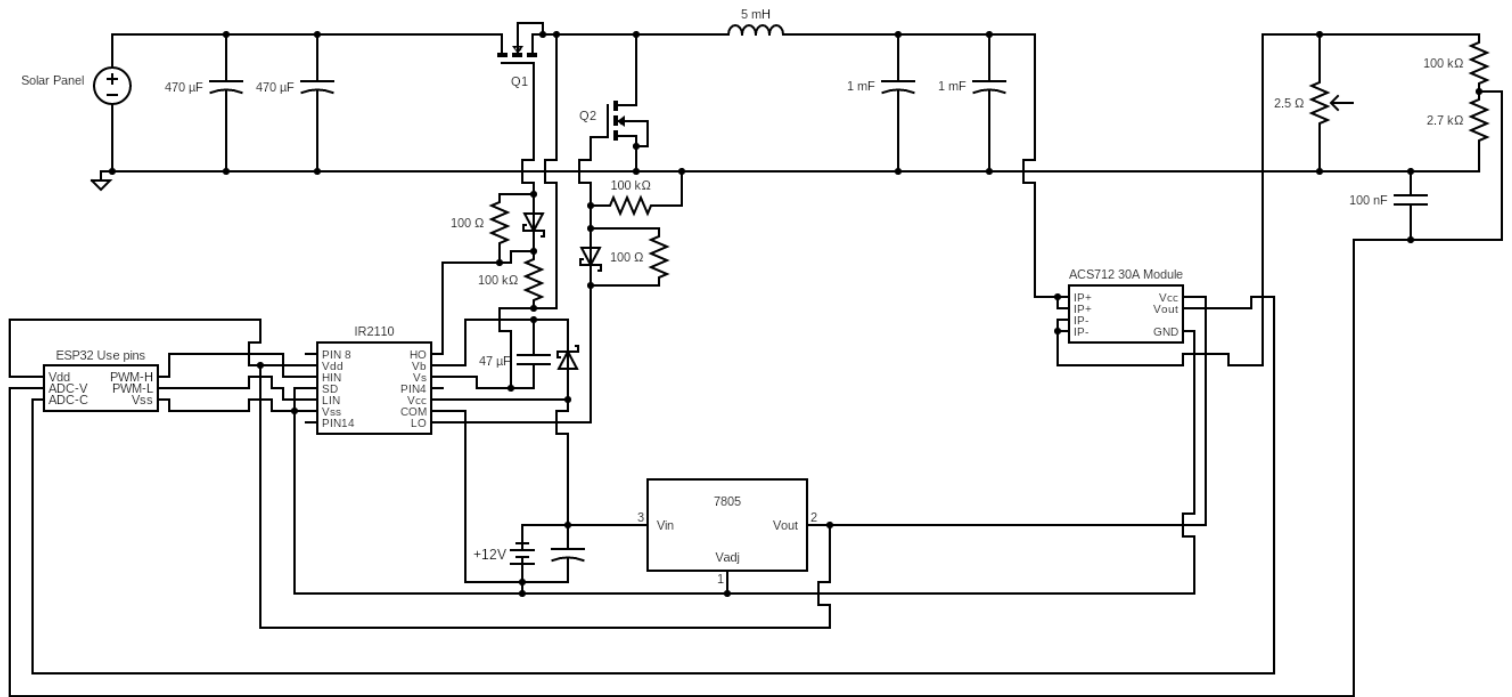 5 mH
Solar Panel
470 µF
470 µF
Q1
Q2
1 mF
1 mF
2.5 Ω
100 kΩ
2.7 kΩ
100 kΩ
100 nF
100 Ω
100 Ω
100 kΩ
ACS712 30A Module
IP+
IP+
IP-
IP-
Vcc
Vout
GND
IR2110
PIN 8
Vdd
HIN
SD
LIN
Vss
PIN14
HO
Vb
Vs
PIN4
Vcc
COM
LO
47 µF
ESP32 Use pins
Vdd
ADC-V
ADC-C
PWM-H
PWM-L
Vss
+12V
7805
3
Vin
Vout
2
Vadj
1